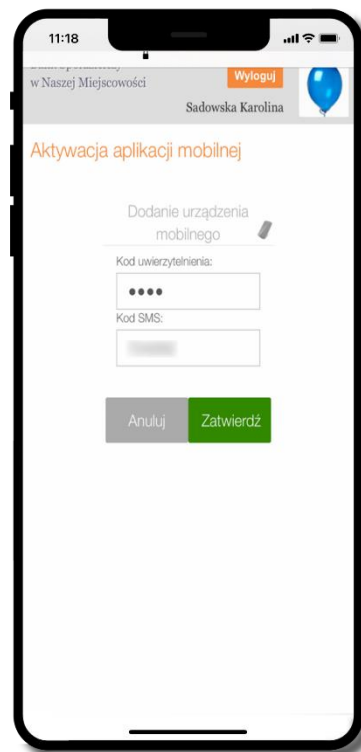 11:18
w Naszej Miejscowości
Wyloguj
Sadowska Karolina
Aktywacja aplikacji mobilnej
Dodanie urządzenia
mobilnego
Kod uwierzytelnienia:
••••
Kod SMS:
Anuluj
Zatwierdź